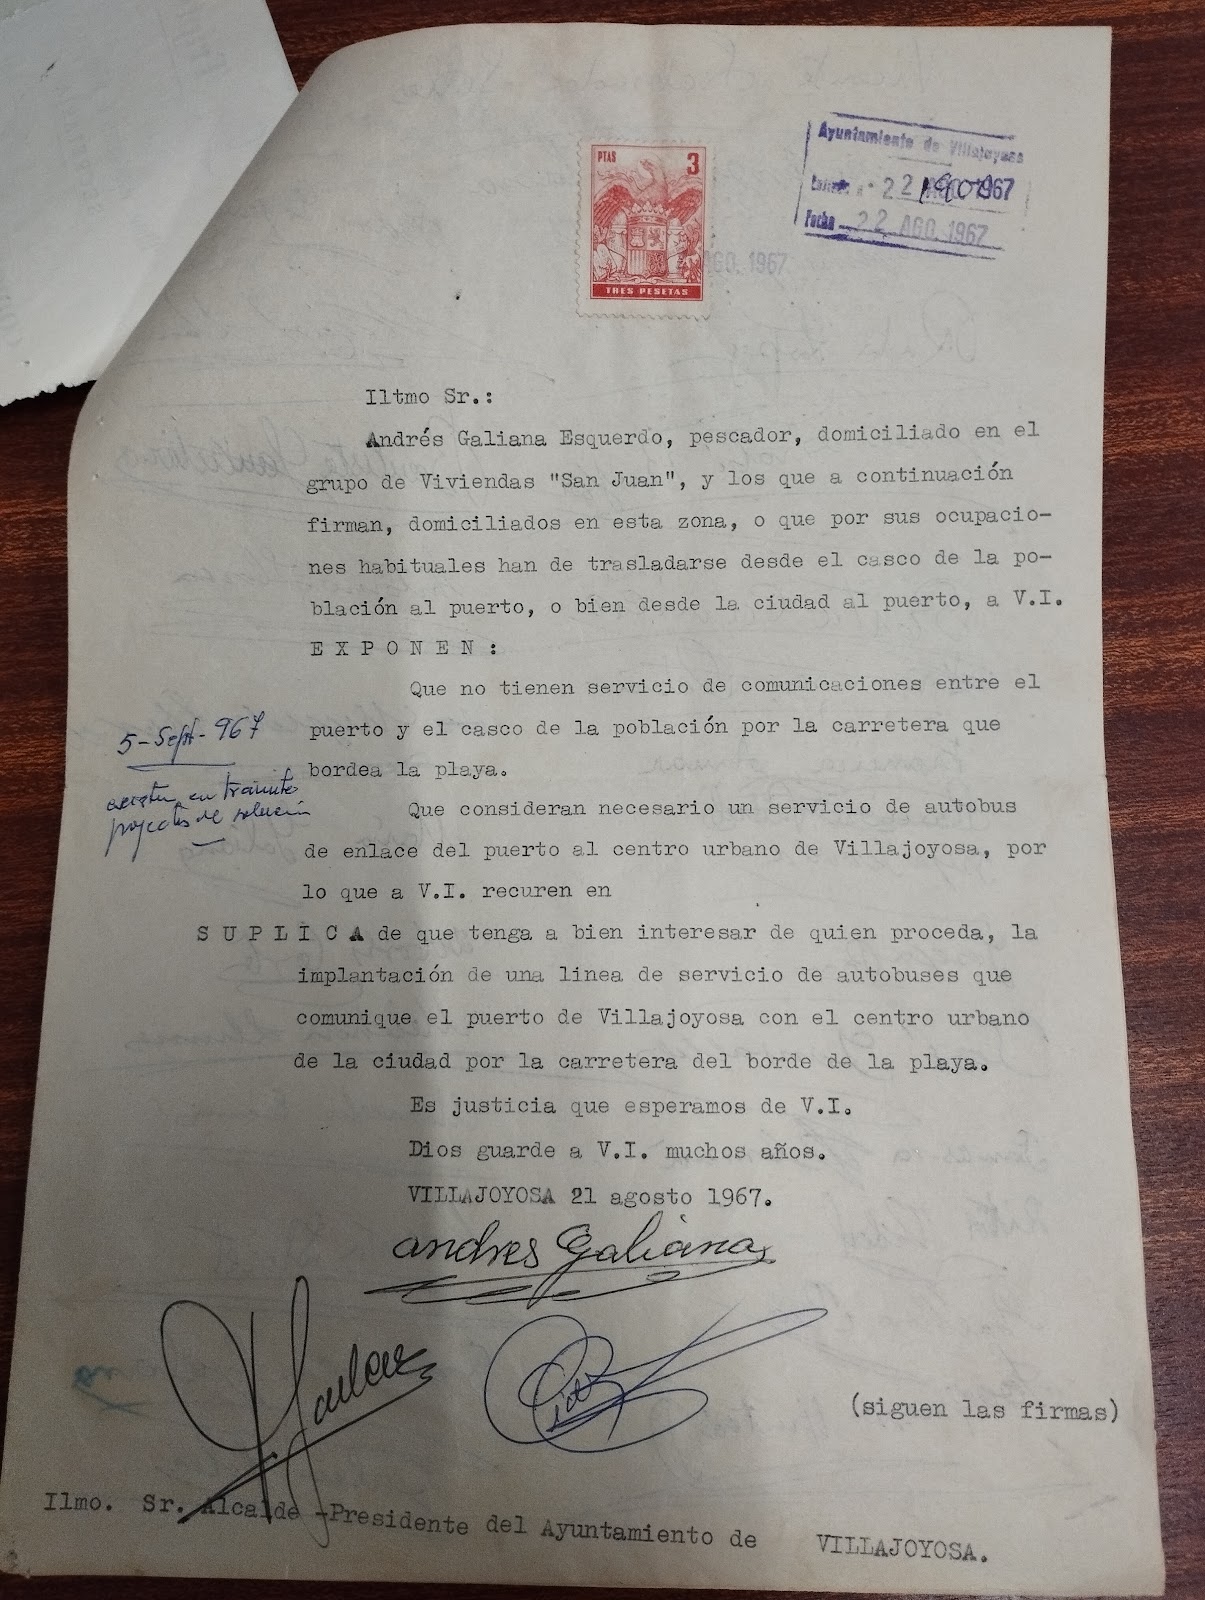 PTAS 3
TRES PESETAS
Ayuntamiento de Villajoyosa
22 AGO 1967
Fecha 22 AGO. 1967
AGO. 1967
Iltmo Sr.:
Andrés Galiana Esquerdo, pescador, domiciliado en el
grupo de Viviendas "San Juan", y los que a continuación
firman, domiciliados en esta zona, o que por sus ocupacio-
nes habituales han de trasladarse desde el casco de la po-
blación al puerto, o bien desde la ciudad al puerto, a V.I.
E X P O N E N :
Que no tienen servicio de comunicaciones entre el
puerto y el casco de la población por la carretera que
bordea la playa.
5-Sept-967
en trámite
proyectos de solución
Que consideran necesario un servicio de autobus
de enlace del puerto al centro urbano de Villajoyosa, por
lo que a V.I. recuren en
S U P L I C A de que tenga a bien interesar de quien proceda, la
implantación de una linea de servicio de autobuses que
comunique el puerto de Villajoyosa con el centro urbano
de la ciudad por la carretera del borde de la playa.
Es justicia que esperamos de V.I.
Dios guarde a V.I. muchos años.
VILLAJOYOSA 21 agosto 1967.
andres Galiana
(siguen las firmas)
Ilmo. Sr. Alcalde -Presidente del Ayuntamiento de VILLAJOYOSA.